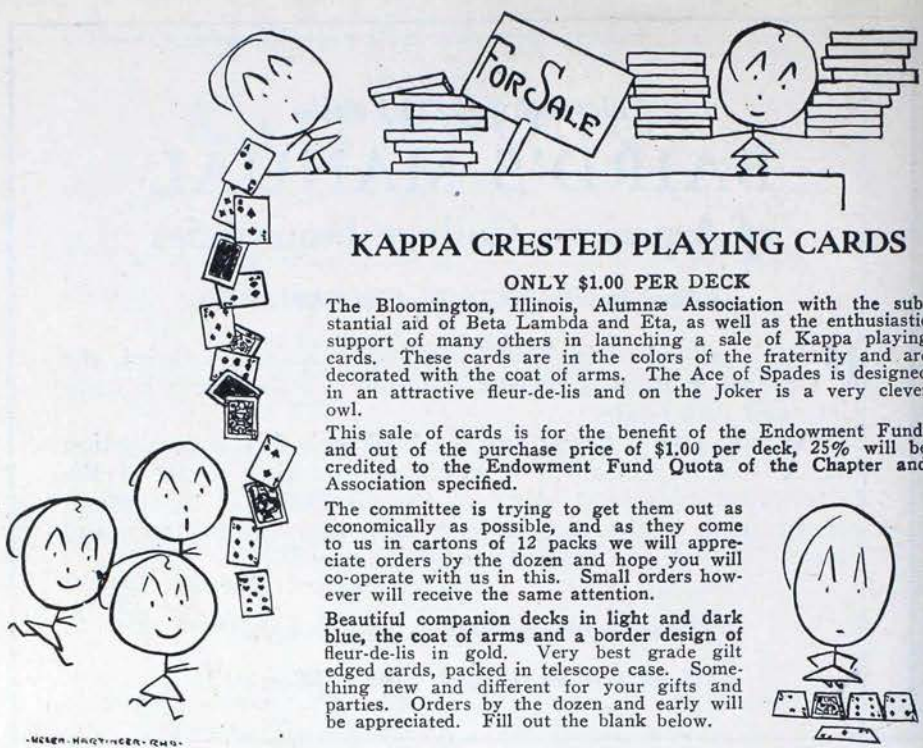 FOR SALE
KAPPA CRESTED PLAYING CARDS
ONLY $1.00 PER DECK
The Bloomington, Illinois, Alumnæ Association with the sub-
stantial aid of Beta Lambda and Eta, as well as the enthusiastic
support of many others in launching a sale of Kappa playing
cards. These cards are in the colors of the fraternity and are
decorated with the coat of arms. The Ace of Spades is designed
in an attractive fleur-de-lis and on the Joker is a very clever
owl.
This sale of cards is for the benefit of the Endowment Fund,
and out of the purchase price of $1.00 per deck, 25% will be
credited to the Endowment Fund Quota of the Chapter and
Association specified.
The committee is trying to get them out as
economically as possible, and as they come
to us in cartons of 12 packs we will appre-
ciate orders by the dozen and hope you will
co-operate with us in this. Small orders how-
ever will receive the same attention.
Beautiful companion decks in light and dark
blue, the coat of arms and a border design of
fleur-de-lis in gold. Very best grade gilt
edged cards, packed in telescope case. Some-
thing new and different for your gifts and
parties. Orders by the dozen and early will
be appreciated. Fill out the blank below.
-HELEN-HARTINGER-RHO-